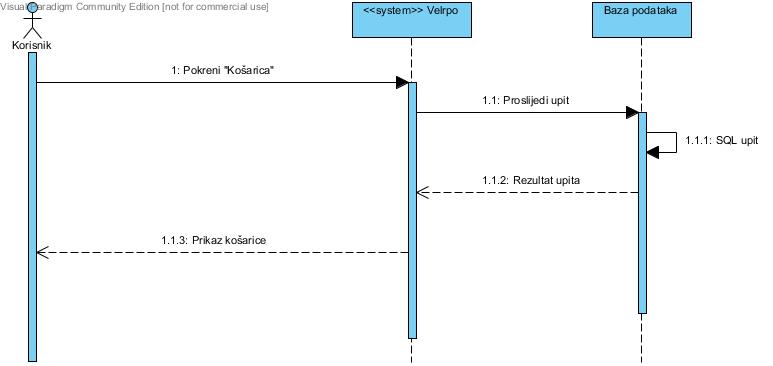 Visual Paradigm Community Edition [not for commercial use]
<<system>> Velrpo
Baza podataka
Korisnik
1: Pokreni "Košarica"
1.1: Proslijedi upit
1.1.1: SQL upit
1.1.2: Rezultat upita
1.1.3: Prikaz košarice